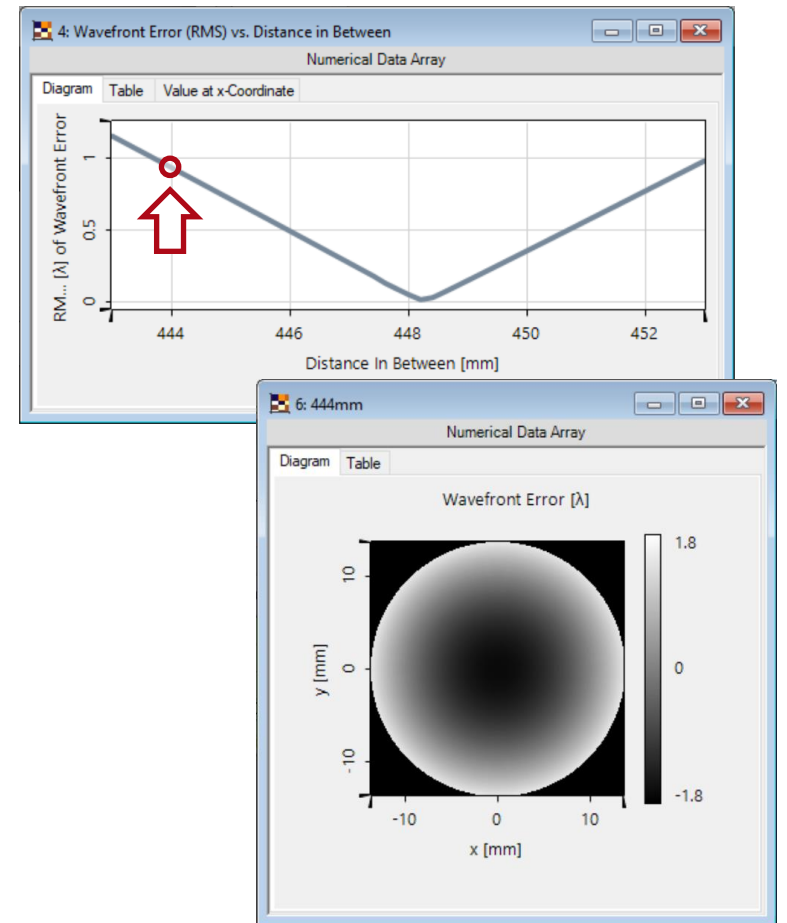 4: Wavefront Error (RMS) vs. Distance in Between
Numerical Data Array
Diagram Table Value at x-Coordinate
RM... [λ] of Wavefront Error
1
0.5
0
444 446 448 450 452
Distance In Between [mm]
6: 444mm
Numerical Data Array
Diagram Table
Wavefront Error [λ]
y [mm]
10
0
-10
-10 0 10
x [mm]
1.8
0
-1.8